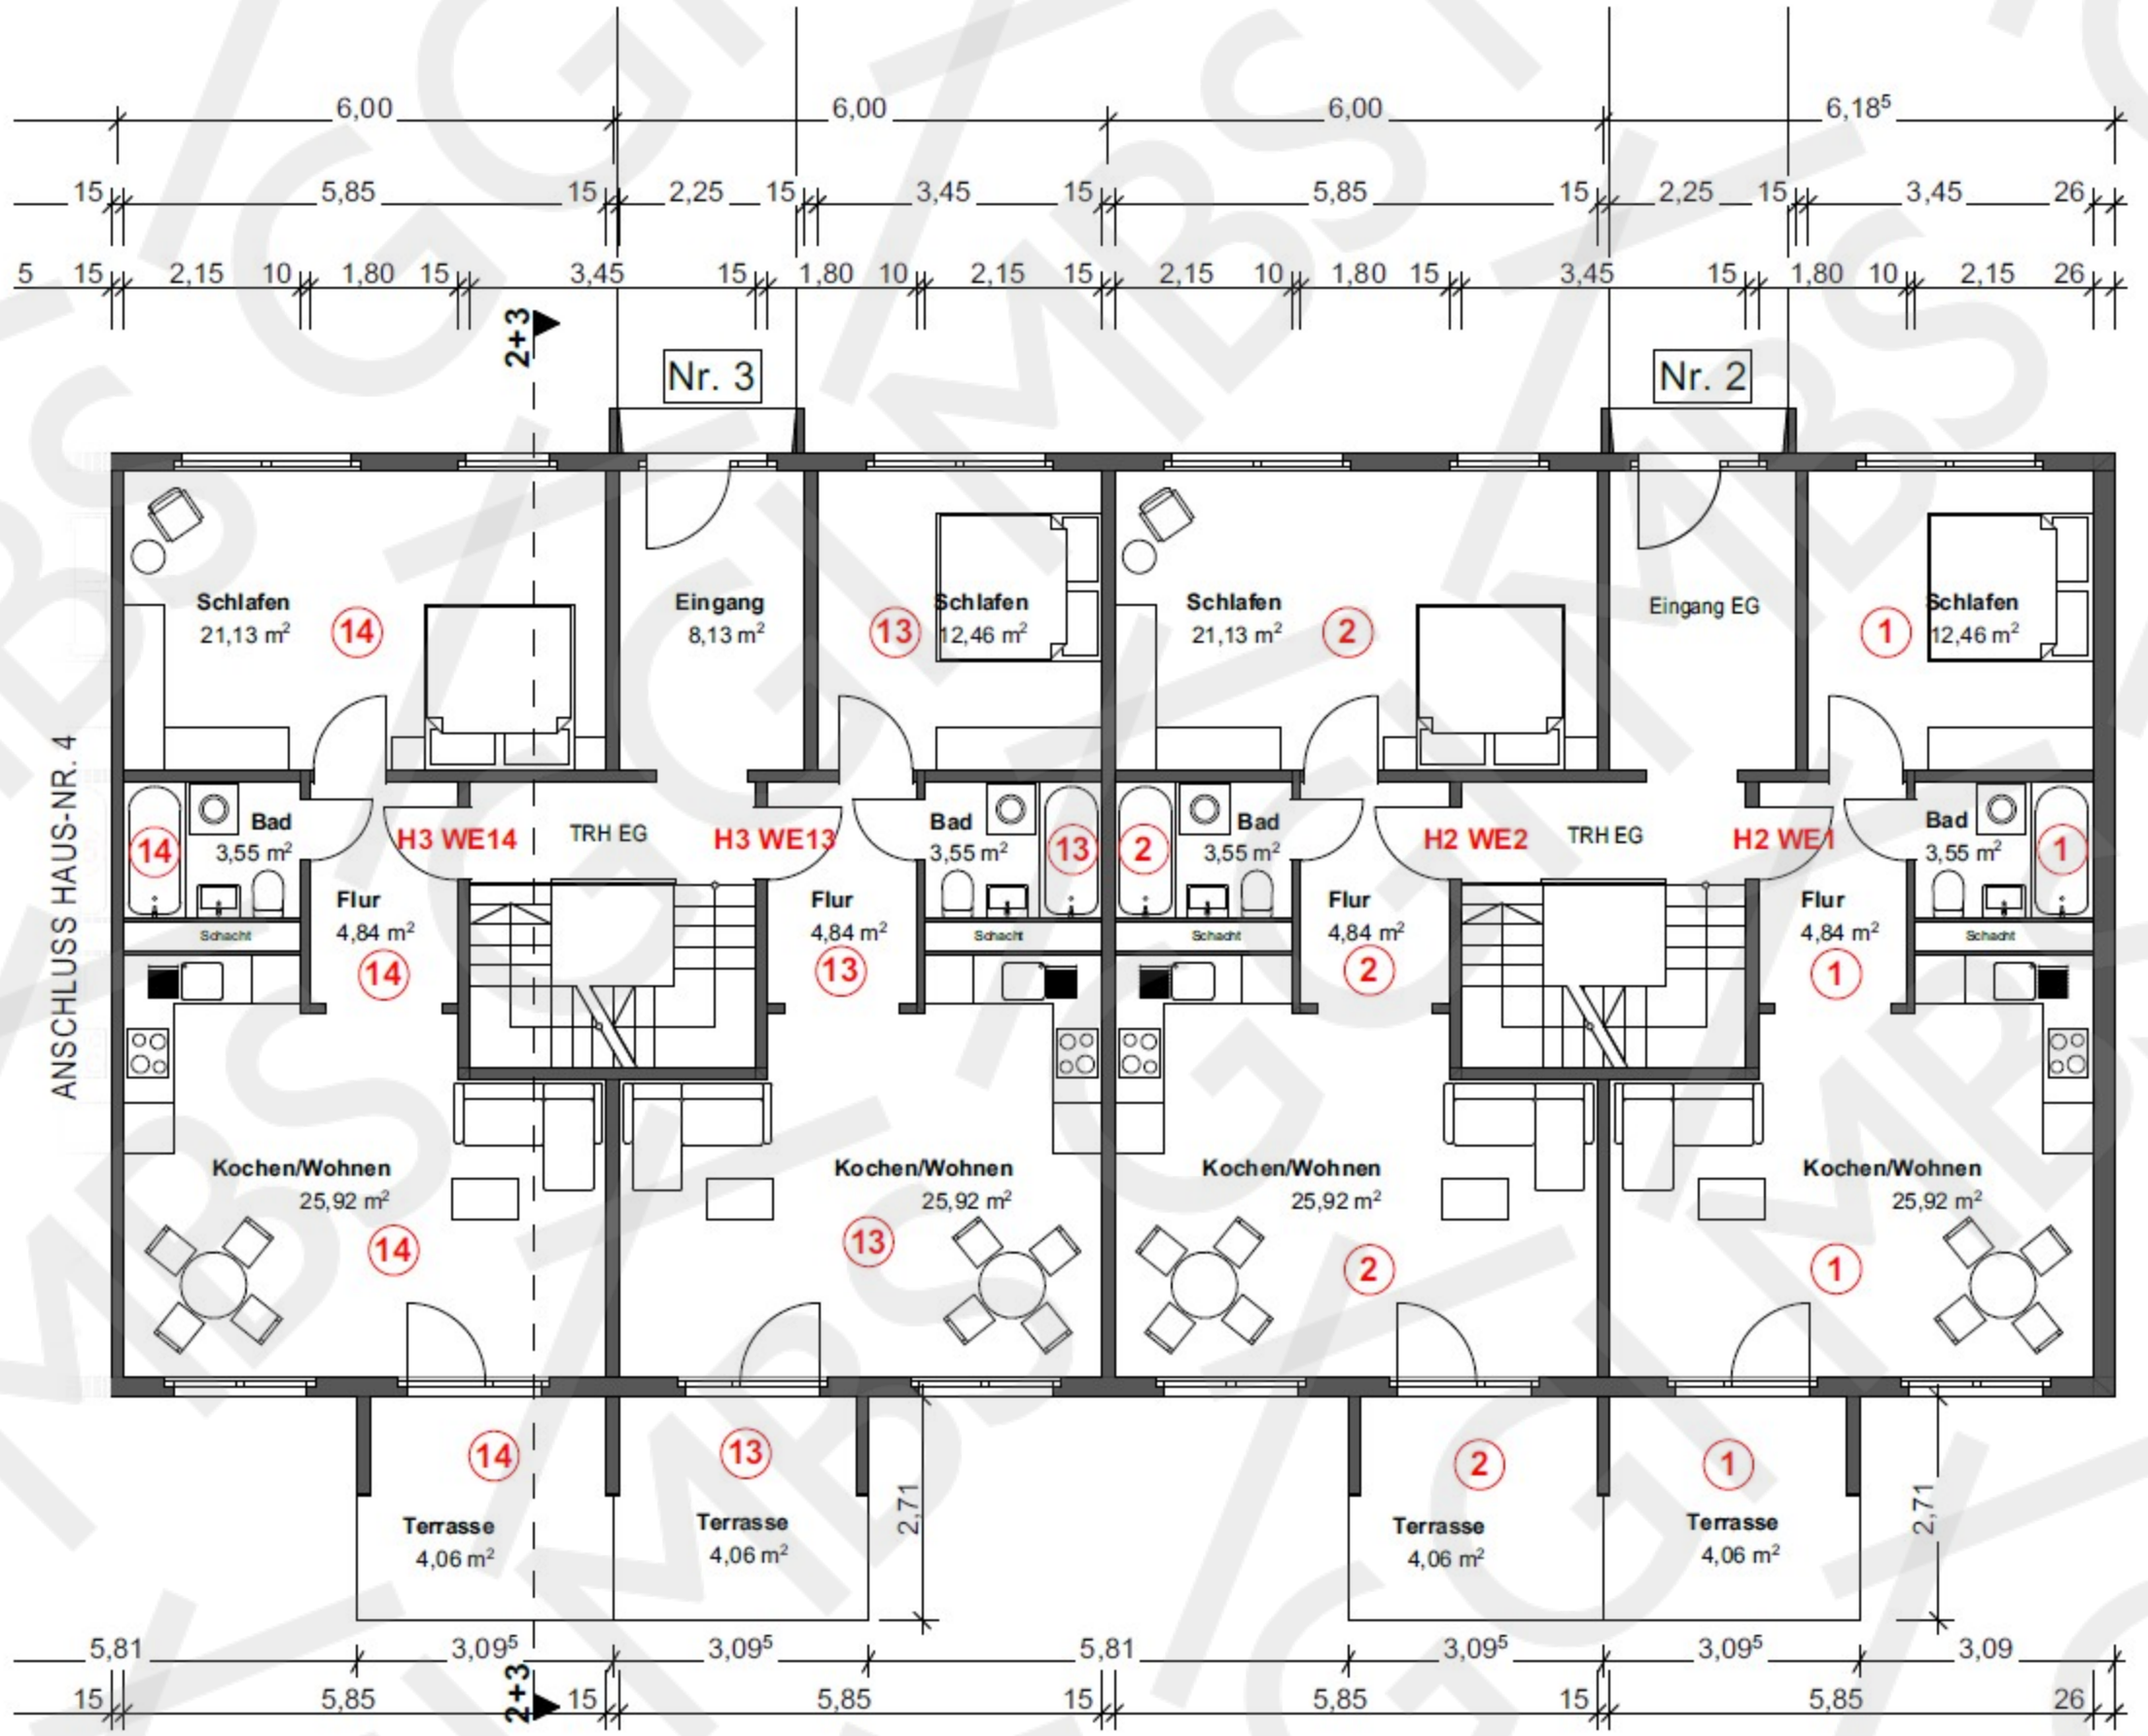 6,00 6,00 6,00 6,18⁵
15 5,85 15 2,25 15 3,45 15 5,85 15 2,25 15 3,45 26
5 15 2,15 10 1,80 15 3,45 15 1,80 10 2,15 15 2,15 10 1,80 15 3,45 15 1,80 10 2,15 26
2+3
Nr. 3 Nr. 2
Schlafen Eingang Schlafen Schlafen Eingang EG Schlafen
21,13 m² 14 8,13 m² 13 12,46 m² 21,13 m² 2 1 12,46 m²
ANSCHLUSS HAUS-NR. 4
Bad Bad Bad Bad
14 3,55 m² H3 WE14 TRH EG H3 WE13 3,55 m² 13 2 3,55 m² H2 WE2 TRH EG H2 WE1 3,55 m² 1
Flur Flur Flur Flur
4,84 m² 4,84 m² 4,84 m² 4,84 m²
Schacht Schacht Schacht Schacht
14 13 2 1
Kochen/Wohnen Kochen/Wohnen Kochen/Wohnen Kochen/Wohnen
25,92 m² 25,92 m² 25,92 m² 25,92 m²
14 13 2 1
14 13 2 1
Terrasse Terrasse Terrasse Terrasse
4,06 m² 4,06 m² 4,06 m² 4,06 m²
2,71 2,71
5,81 3,09⁵ 3,09⁵ 5,81 3,09⁵ 3,09⁵ 3,09
2+3
15 5,85 15 5,85 15 5,85 15 5,85 26
GGI MBS